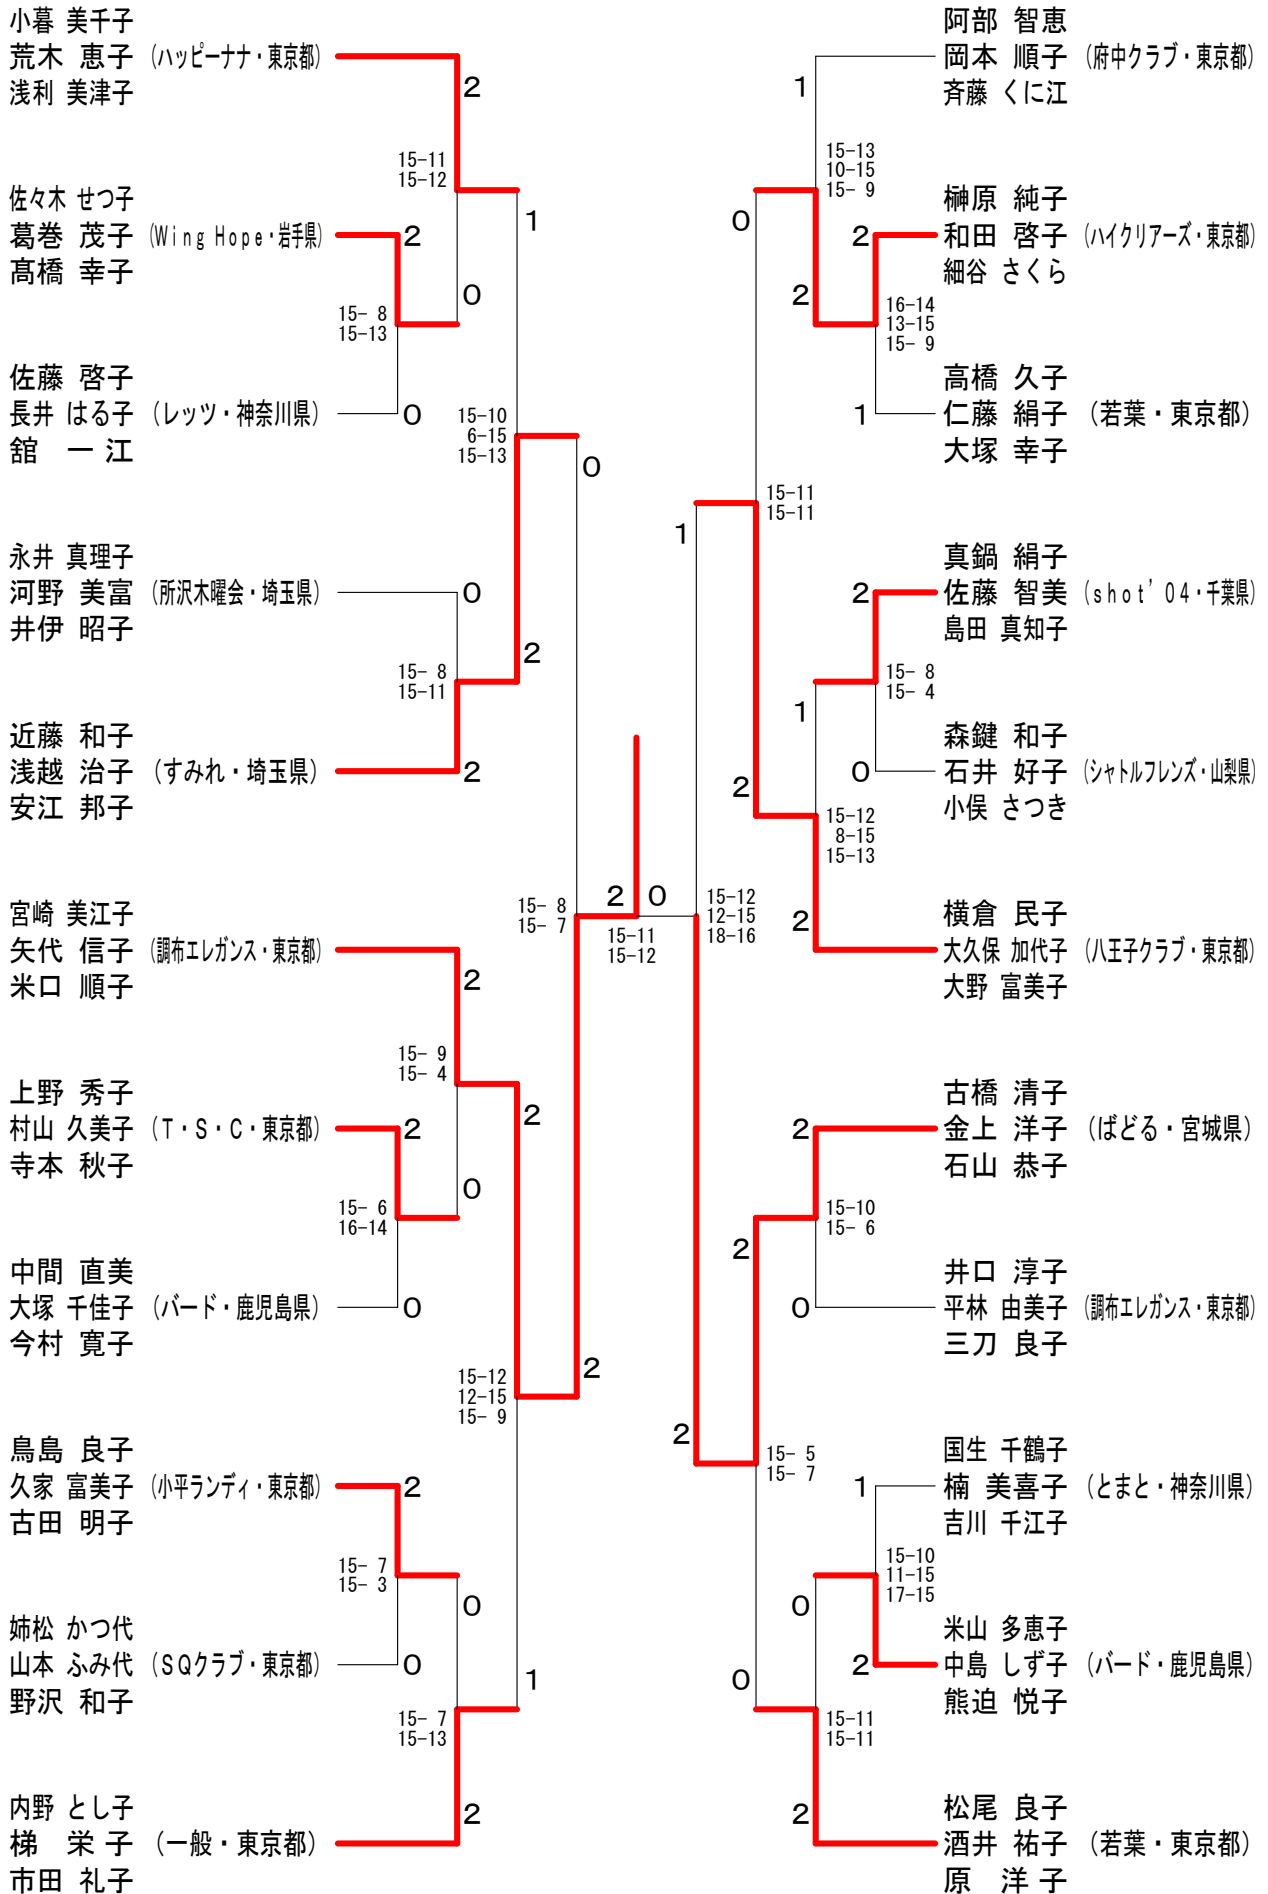 小暮 美千子
荒木 恵子 (ハッピーナナ・東京都)
浅利 美津子
2
15-11
15-12
佐々木 せつ子
葛巻 茂子 (Wing Hope・岩手県)
髙橋 幸子
2
1
0
15- 8
15-13
佐藤 啓子
長井 はる子 (レッツ・神奈川県)
舘 一江
0
15-10
6-15
15-13
0
永井 真理子
河野 美富 (所沢木曜会・埼玉県)
井伊 昭子
0
2
15- 8
15-11
近藤 和子
浅越 治子 (すみれ・埼玉県)
安江 邦子
2
宮崎 美江子
矢代 信子 (調布エレガンス・東京都)
米口 順子
2
15- 8
15- 7
2
0
15-11
15-12
15- 9
15- 4
上野 秀子
村山 久美子 (T・S・C・東京都)
寺本 秋子
2
2
0
15- 6
16-14
中間 直美
大塚 千佳子 (バード・鹿児島県)
今村 寛子
0
15-12
12-15
15- 9
2
鳥島 良子
久家 富美子 (小平ランディ・東京都)
古田 明子
2
15- 7
15- 3
0
姉松 かつ代
山本 ふみ代 (SQクラブ・東京都)
野沢 和子
0
1
15- 7
15-13
内野 とし子
梯 栄子 (一般・東京都)
市田 礼子
2
阿部 智恵
岡本 順子 (府中クラブ・東京都)
斉藤 くに江
1
15-13
10-15
15- 9
0
榊原 純子
和田 啓子 (ハイクリアーズ・東京都)
細谷 さくら
2
2
16-14
13-15
15- 9
高橋 久子
仁藤 絹子 (若葉・東京都)
大塚 幸子
1
15-11
15-11
1
真鍋 絹子
佐藤 智美 (shot’04・千葉県)
島田 真知子
2
15- 8
15- 4
1
森鍵 和子
石井 好子 (シャトルフレンズ・山梨県)
小俣 さつき
0
2
15-12
8-15
15-13
横倉 民子
大久保 加代子 (八王子クラブ・東京都)
大野 富美子
2
15-12
12-15
18-16
古橋 清子
金上 洋子 (ばどる・宮城県)
石山 恭子
2
15-10
15- 6
2
井口 淳子
平林 由美子 (調布エレガンス・東京都)
三刀 良子
0
2
15- 5
15- 7
国生 千鶴子
楠 美喜子 (とまと・神奈川県)
吉川 千江子
1
15-10
11-15
17-15
0
米山 多恵子
中島 しず子 (バード・鹿児島県)
熊迫 悦子
2
0
15-11
15-11
松尾 良子
酒井 祐子 (若葉・東京都)
原 洋子
2